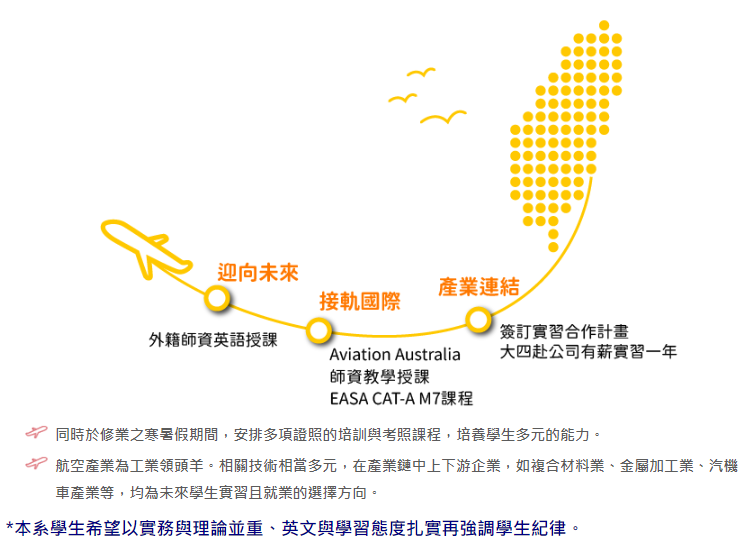 迎向未來
外籍師資英語授課
接軌國際
Aviation Australia
師資教學授課
EASA CAT-A M7課程
產業連結
簽訂實習合作計畫
大四赴公司有薪實習一年
同時於修業之寒暑假期間，安排多項證照的培訓與考照課程，培養學生多元的能力。
航空產業為工業領頭羊。相關技術相當多元，在產業鏈中上下游企業，如複合材料業、金屬加工業、汽機
車產業等，均為未來學生實習且就業的選擇方向。
*本系學生希望以實務與理論並重、英文與學習態度扎實再強調學生紀律。